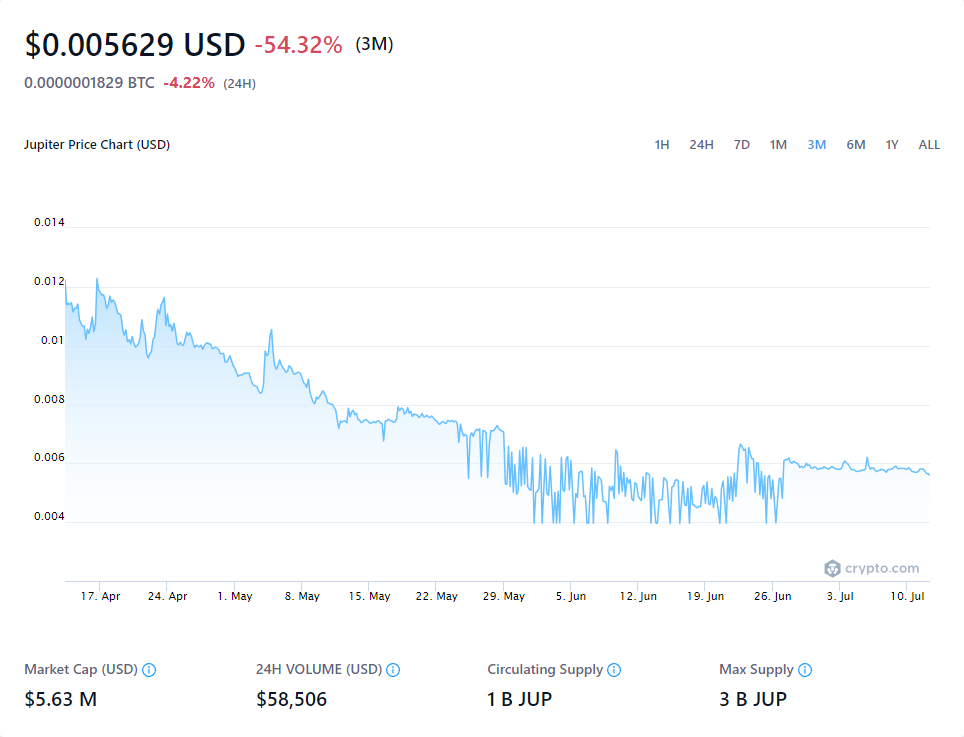 $0.005629 USD -54.32% (3M)
0.0000001829 BTC -4.22% (24H)
Jupiter Price Chart (USD) 1H 24H 7D 1M 3M 6M 1Y ALL
0.014
0.012
0.01
0.008
0.006
0.004
crypto.com
17. Apr 24. Apr 1. May 8. May 15. May 22. May 29. May 5. Jun 12. Jun 19. Jun 26. Jun 3. Jul 10. Jul
Market Cap (USD) 24H VOLUME (USD) Circulating Supply Max Supply
$5.63 M $58,506 1 B JUP 3 B JUP